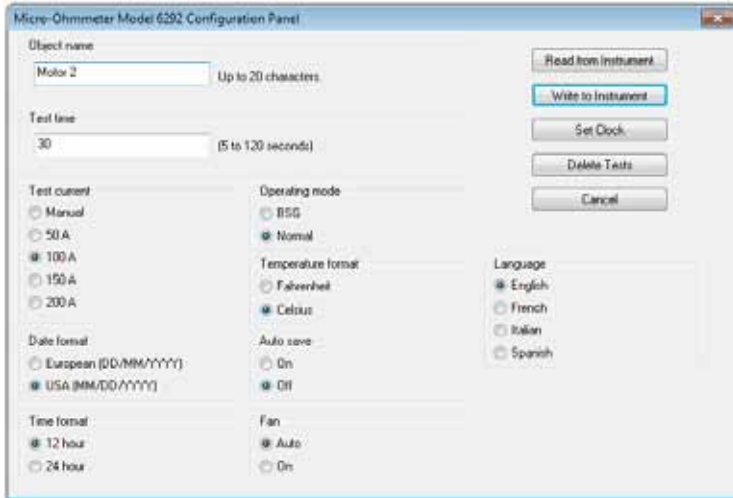 Micro-Ohmmeter Model 6292 Configuration Panel
Object name
Motor 2
Up to 20 characters
Read from Instrument
Write to Instrument
Set Clock
Delete Tests
Cancel
Test time
30
(5 to 120 seconds)
Test current
Manual
50 A
100 A
150 A
200 A
Operating mode
BSG
Normal
Temperature format
Fahrenheit
Celsius
Language
English
French
Italian
Spanish
Date format
European (DD/MM/YYYY)
USA (MM/DD/YYYY)
Auto save
On
Off
Time format
12 hour
24 hour
Fan
Auto
On